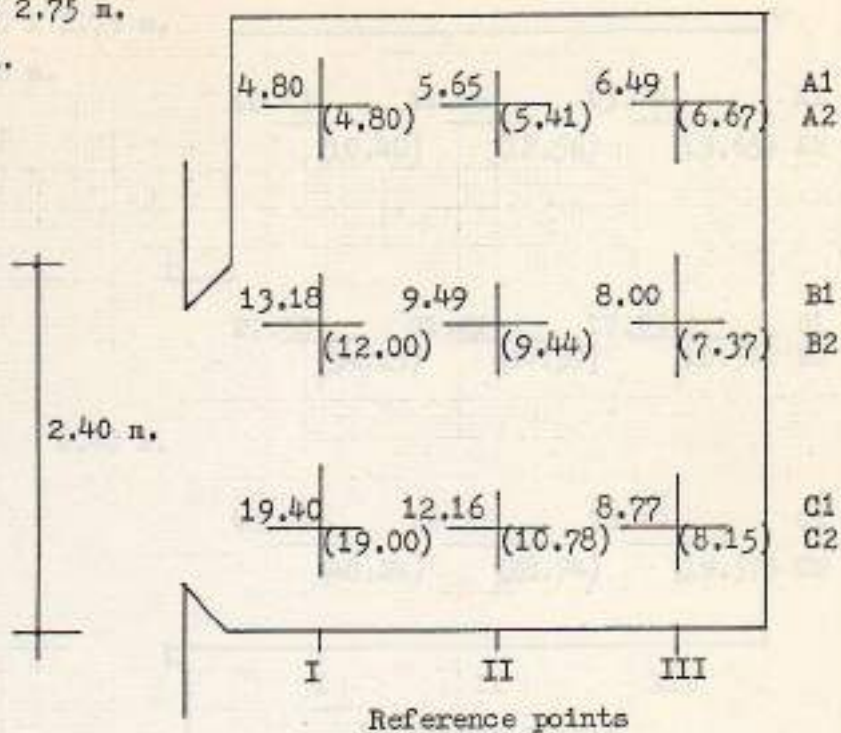 2.75 m.
4.80 5.65 6.49 A1
(4.80) (5.41) (6.67) A2
13.18 9.49 8.00 B1
(12.00) (9.44) (7.37) B2
2.40 m.
19.40 12.16 8.77 C1
(19.00) (10.78) (8.15) C2
I II III
Reference points